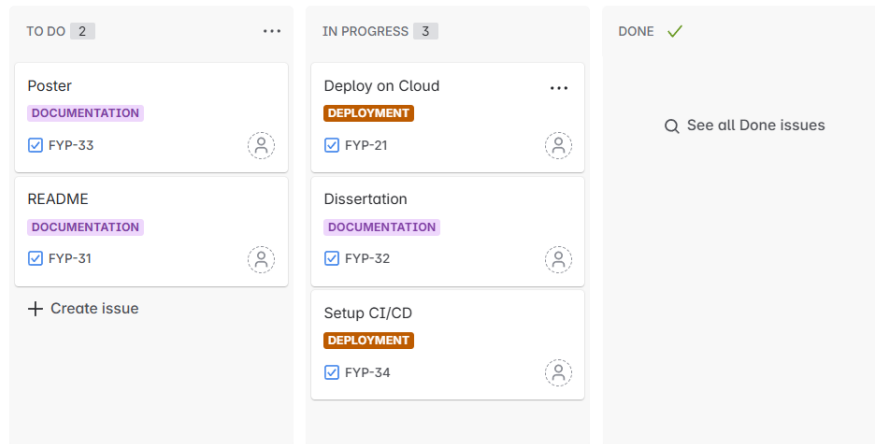 TO DO 2
Poster
DOCUMENTATION
FYP-33
README
DOCUMENTATION
FYP-31
Create issue
IN PROGRESS 3
Deploy on Cloud
DEPLOYMENT
FYP-21
Dissertation
DOCUMENTATION
FYP-32
Setup CI/CD
DEPLOYMENT
FYP-34
DONE
See all Done issues